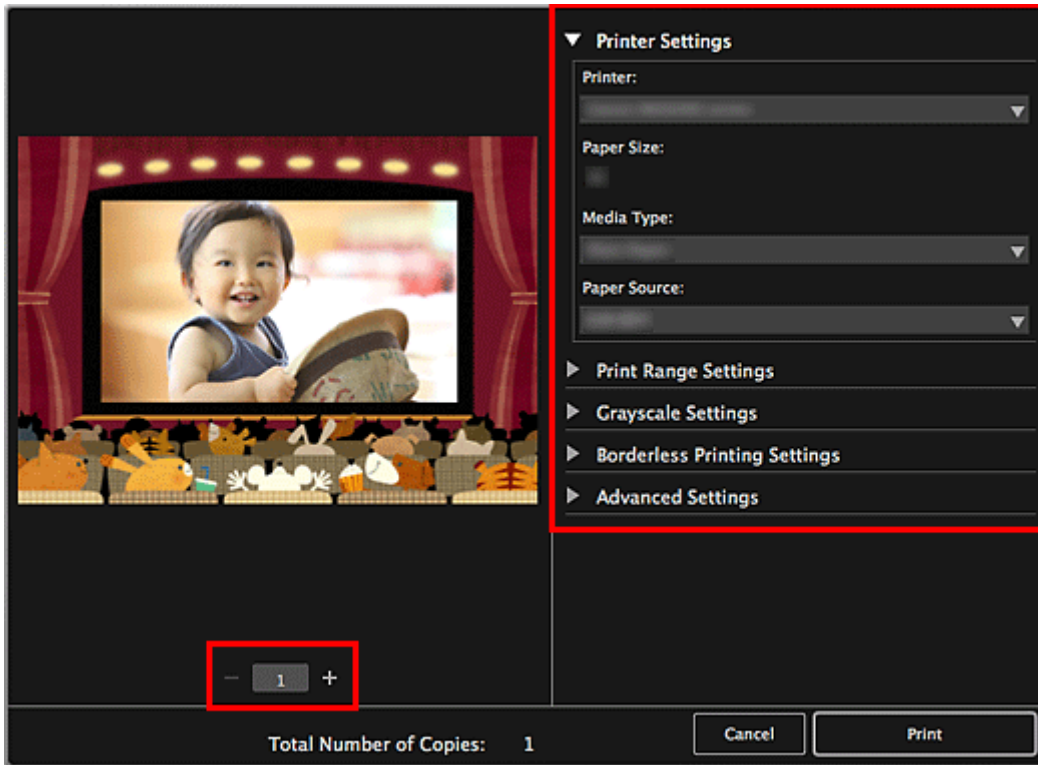 Printer Settings
Printer:
Paper Size:
Media Type:
Paper Source:
Print Range Settings
Grayscale Settings
Borderless Printing Settings
Advanced Settings
− 1 +
Total Number of Copies: 1
Cancel
Print